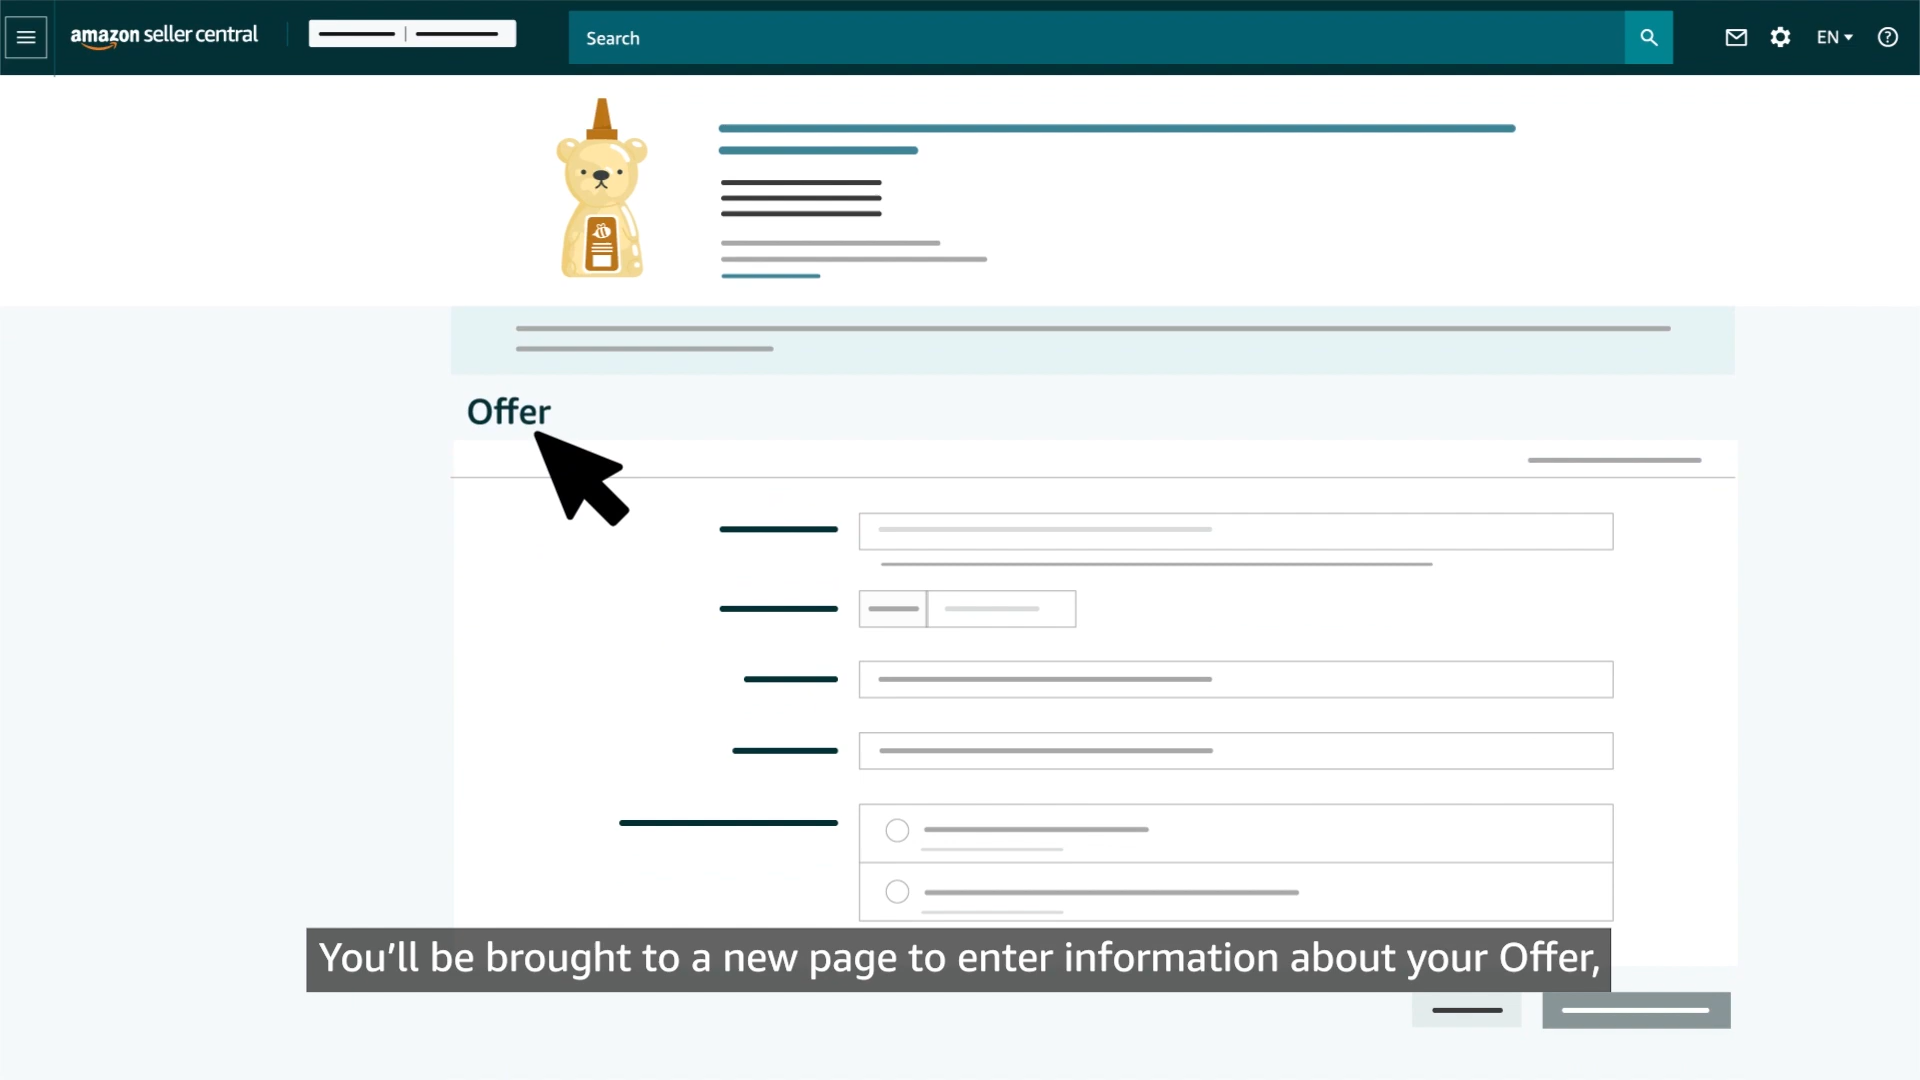 amazon seller central
Search
EN
Offer
You’ll be brought to a new page to enter information about your Offer,